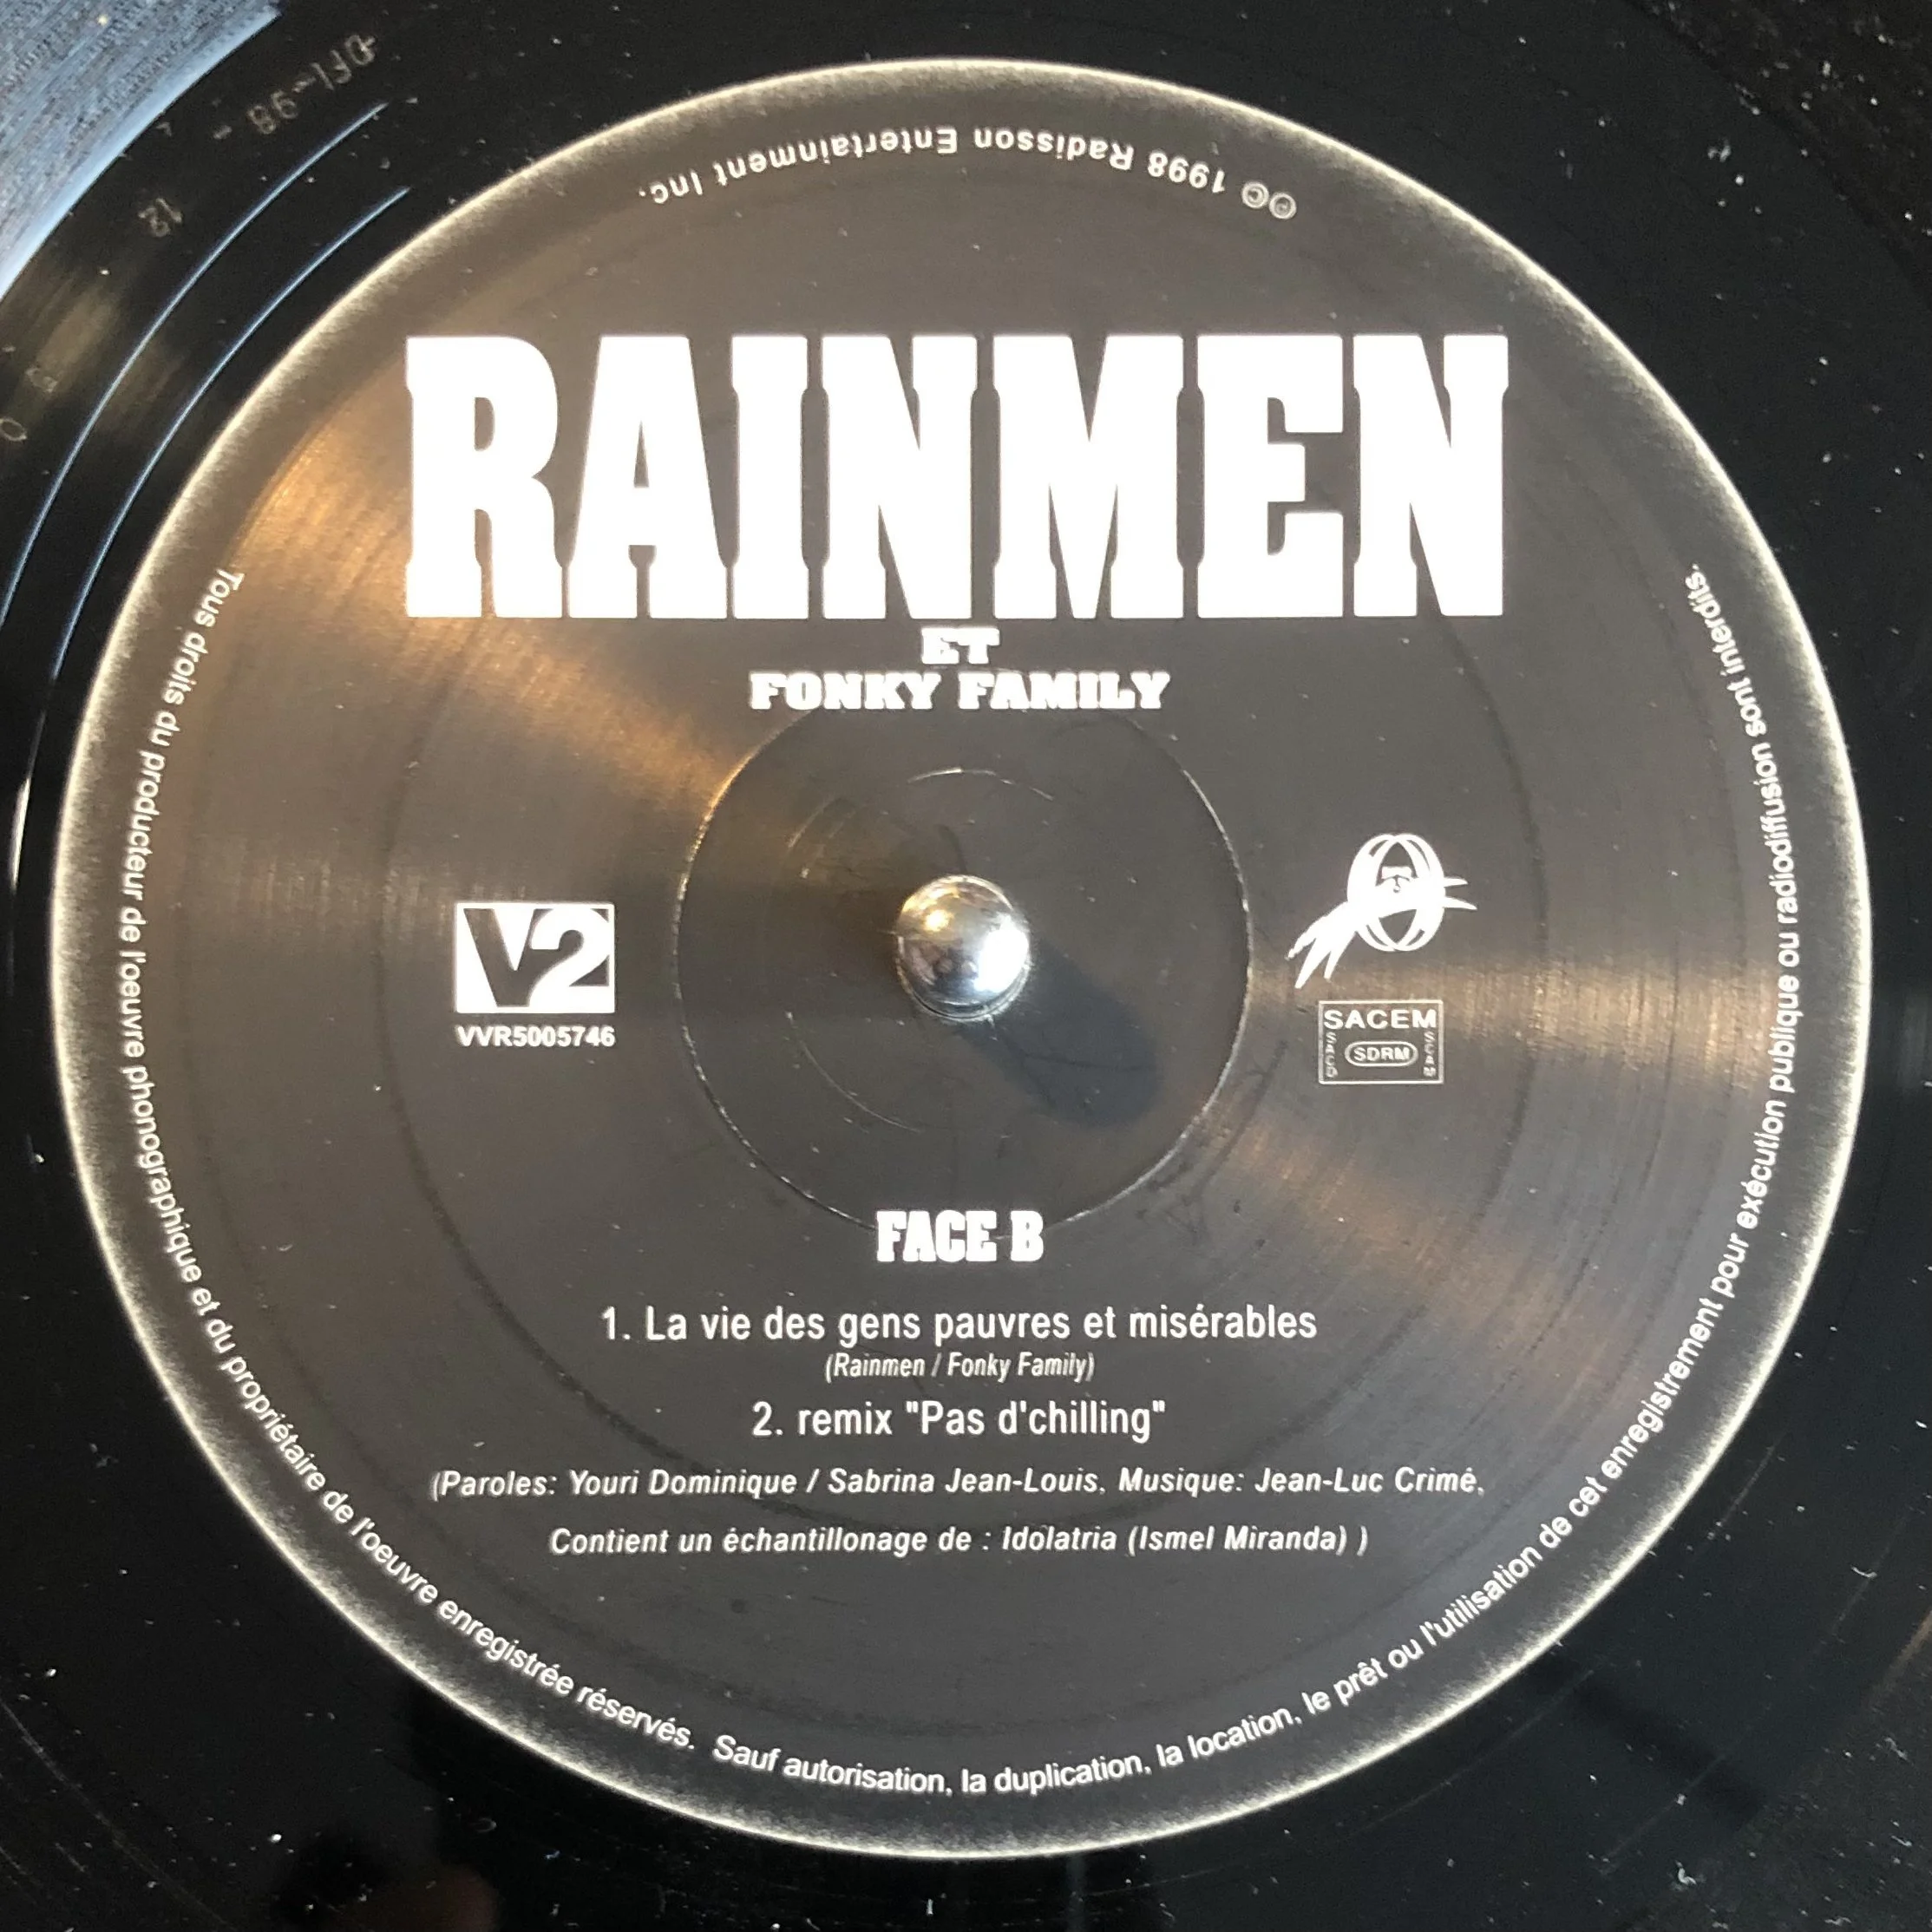 ©© 1998 Radisson Entertainment Inc.
RAINMEN
ET
FONKY FAMILY
V2
VVR5005746
SACEM
SACD
SDRM
SCAM
FACE B
1. La vie des gens pauvres et misérables
(Rainmen / Fonky Family)
2. remix "Pas d'chilling"
(Paroles: Youri Dominique / Sabrina Jean-Louis, Musique: Jean-Luc Crimé,
Contient un échantillonage de : Idolatria (Ismel Miranda) )
Tous droits du producteur de l'oeuvre phonographique et du propriétaire de l'oeuvre enregistrée réservés. Sauf autorisation, la duplication, la location, le prêt ou l'utilisation de cet enregistrement pour exécution publique ou radiodiffusion sont interdits.